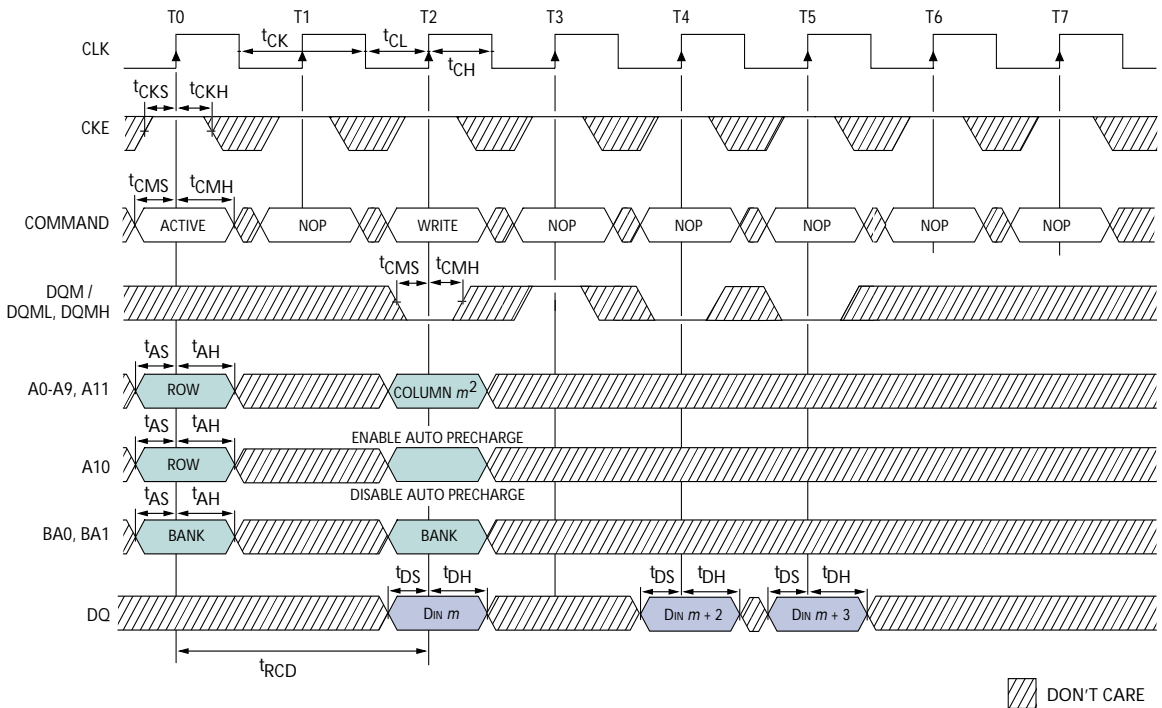 T0 T1 T2 T3 T4 T5 T6 T7
CLK tCK tCL tCH
tCKS tCKH
CKE
tCMS tCMH
COMMAND ACTIVE NOP WRITE NOP NOP NOP NOP NOP
tCMS tCMH
DQM /
DQML, DQMH
tAS tAH
A0-A9, A11 ROW COLUMN m2
tAS tAH ENABLE AUTO PRECHARGE
A10 ROW
tAS tAH DISABLE AUTO PRECHARGE
BA0, BA1 BANK BANK
tDS tDH tDS tDH tDS tDH
DQ DIN m DIN m + 2 DIN m + 3
tRCD
DON'T CARE